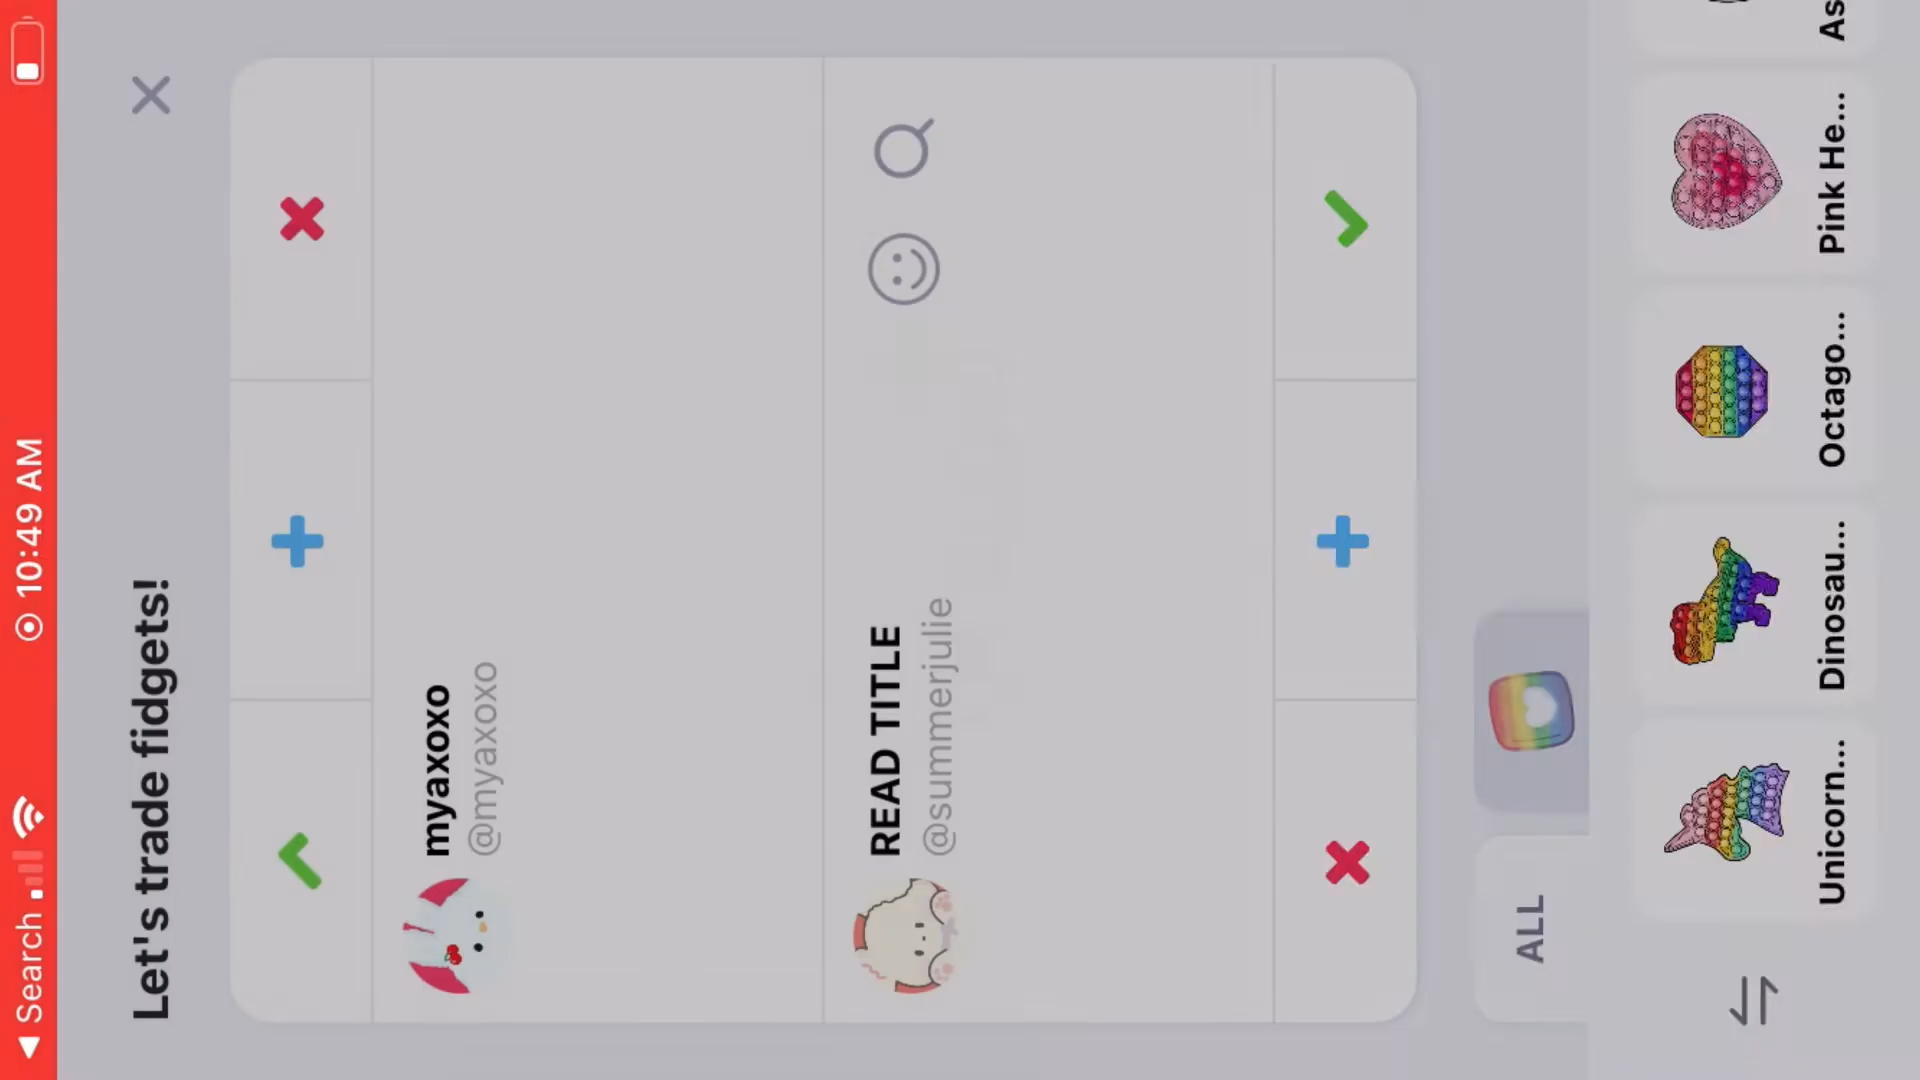 Search
10:49 AM
Let's trade fidgets!
myaxoxo
@myaxoxo
READ TITLE
@summerjulie
ALL
Unicorn...
Dinosau...
Octago...
Pink He...
As